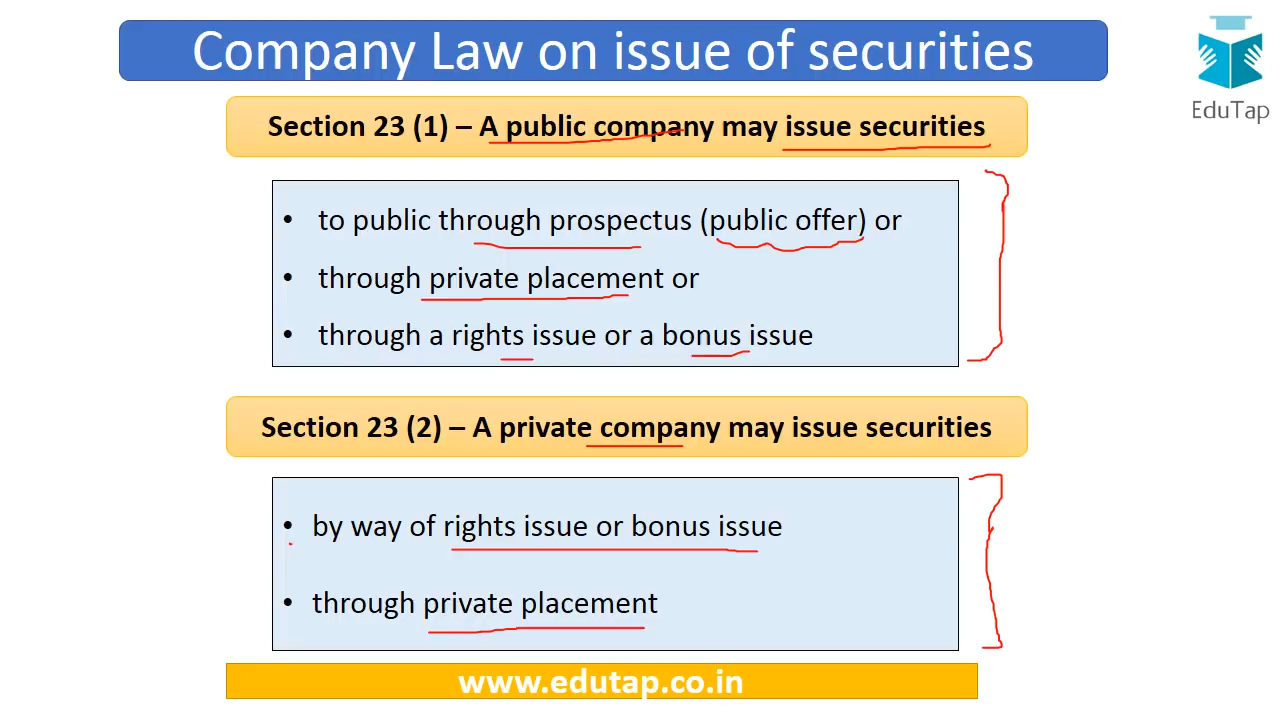 Company Law on issue of securities
EduTap
Section 23 (1) – A public company may issue securities
• to public through prospectus (public offer) or
• through private placement or
• through a rights issue or a bonus issue
Section 23 (2) – A private company may issue securities
• by way of rights issue or bonus issue
• through private placement
www.edutap.co.in